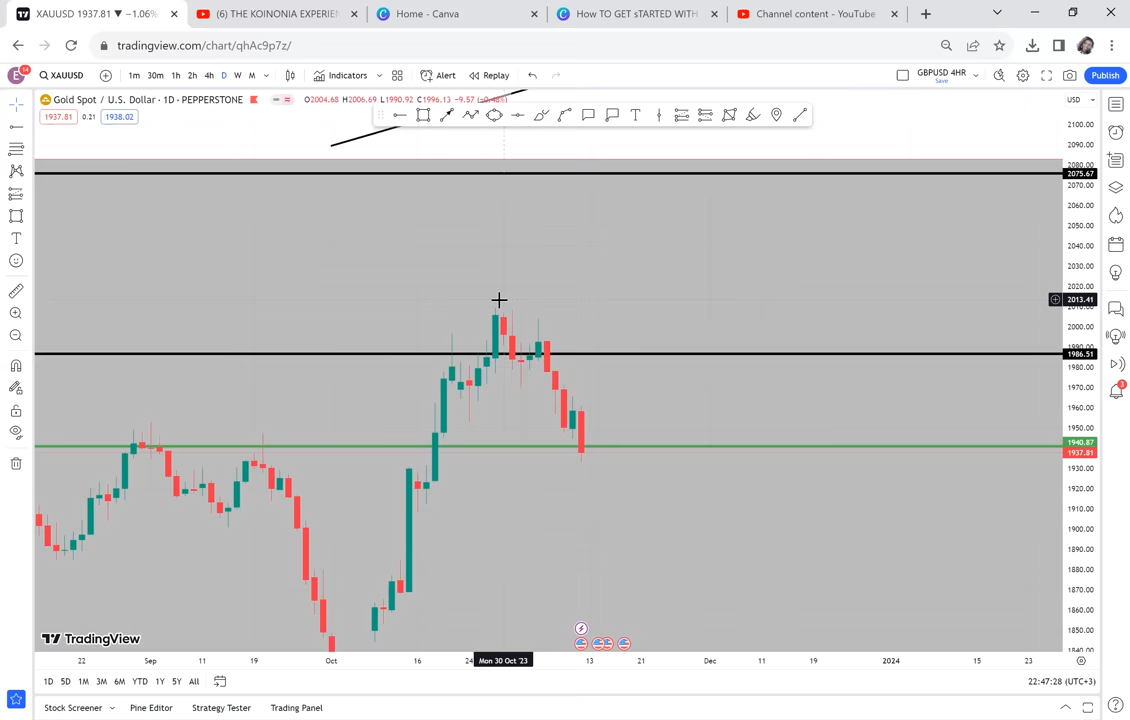 XAUUSD 1937.81 ▼ −1.06%
(6) THE KOINONIA EXPERIEN
Home - Canva
How TO GET sTARTED WITH
Channel content - YouTube
tradingview.com/chart/qhAc9p7z/
E 14 XAUUSD 1m 30m 1h 2h 4h D W M Indicators Alert Replay GBPUSD 4HR Save Publish
Gold Spot / U.S. Dollar · 1D · PEPPERSTONE O2004.68 H2006.69 L1990.92 C1996.13 −9.57 (−0.48%) USD
1937.81 0.21 1938.02
2100.00
2090.00
2080.00
2075.67
2070.00
2060.00
2050.00
2040.00
2030.00
2020.00
2013.41
2000.00
1990.00
1986.51
1980.00
1970.00
1960.00
1950.00
1940.87
1937.81
1930.00
1920.00
1910.00
1900.00
1890.00
1880.00
1870.00
1860.00
1850.00
1840.00
3
TradingView
22 Sep 11 19 Oct 16 24 Mon 30 Oct '23 13 21 Dec 11 19 2024 15 23
1D 5D 1M 3M 6M YTD 1Y 5Y All 22:47:28 (UTC+3)
Stock Screener Pine Editor Strategy Tester Trading Panel